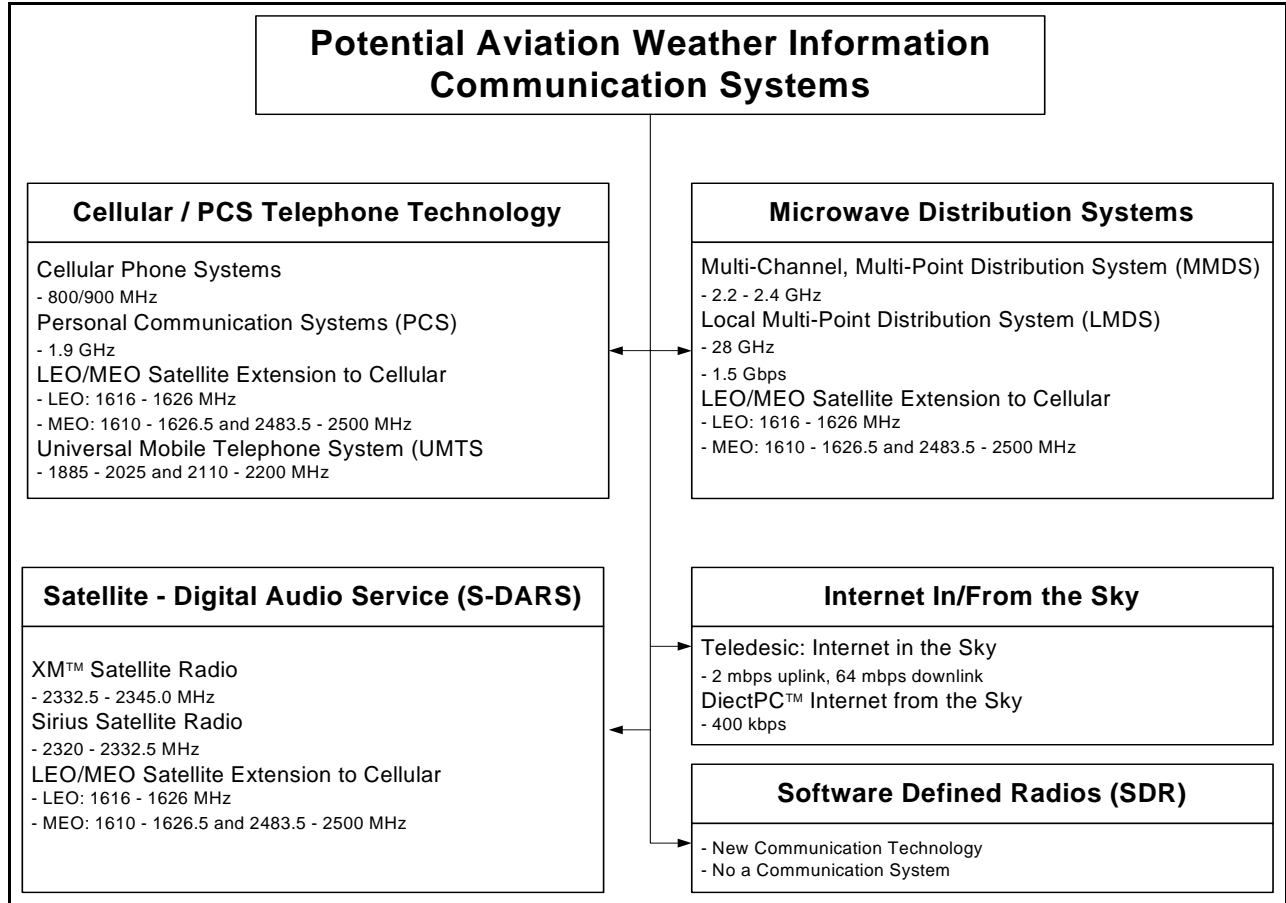 Potential Aviation Weather Information
Communication Systems
Cellular / PCS Telephone Technology
Cellular Phone Systems
- 800/900 MHz
Personal Communication Systems (PCS)
- 1.9 GHz
LEO/MEO Satellite Extension to Cellular
- LEO: 1616 - 1626 MHz
- MEO: 1610 - 1626.5 and 2483.5 - 2500 MHz
Universal Mobile Telephone System (UMTS
- 1885 - 2025 and 2110 - 2200 MHz
Microwave Distribution Systems
Multi-Channel, Multi-Point Distribution System (MMDS)
- 2.2 - 2.4 GHz
Local Multi-Point Distribution System (LMDS)
- 28 GHz
- 1.5 Gbps
LEO/MEO Satellite Extension to Cellular
- LEO: 1616 - 1626 MHz
- MEO: 1610 - 1626.5 and 2483.5 - 2500 MHz
Satellite - Digital Audio Service (S-DARS)
XM™ Satellite Radio
- 2332.5 - 2345.0 MHz
Sirius Satellite Radio
- 2320 - 2332.5 MHz
LEO/MEO Satellite Extension to Cellular
- LEO: 1616 - 1626 MHz
- MEO: 1610 - 1626.5 and 2483.5 - 2500 MHz
Internet In/From the Sky
Teledesic: Internet in the Sky
- 2 mbps uplink, 64 mbps downlink
DiectPC™ Internet from the Sky
- 400 kbps
Software Defined Radios (SDR)
- New Communication Technology
- No a Communication System